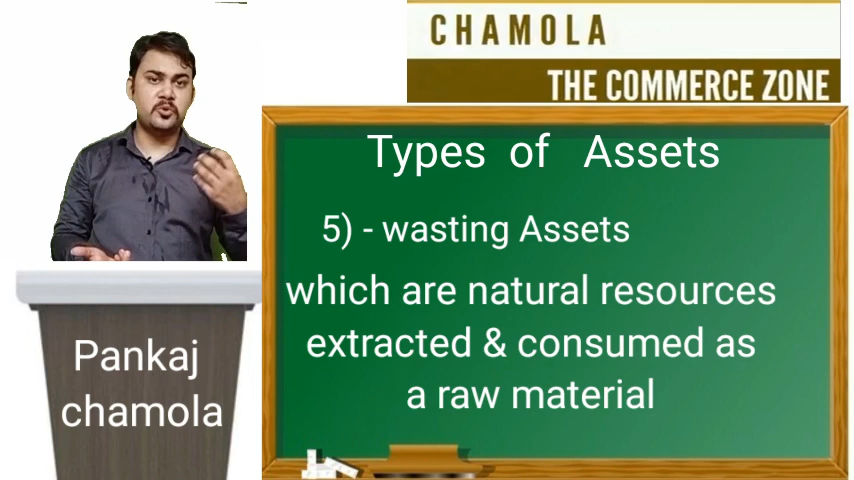 CHAMOLA
THE COMMERCE ZONE
Types of Assets
5) - wasting Assets
which are natural resources
extracted & consumed as
a raw material
Pankaj
chamola